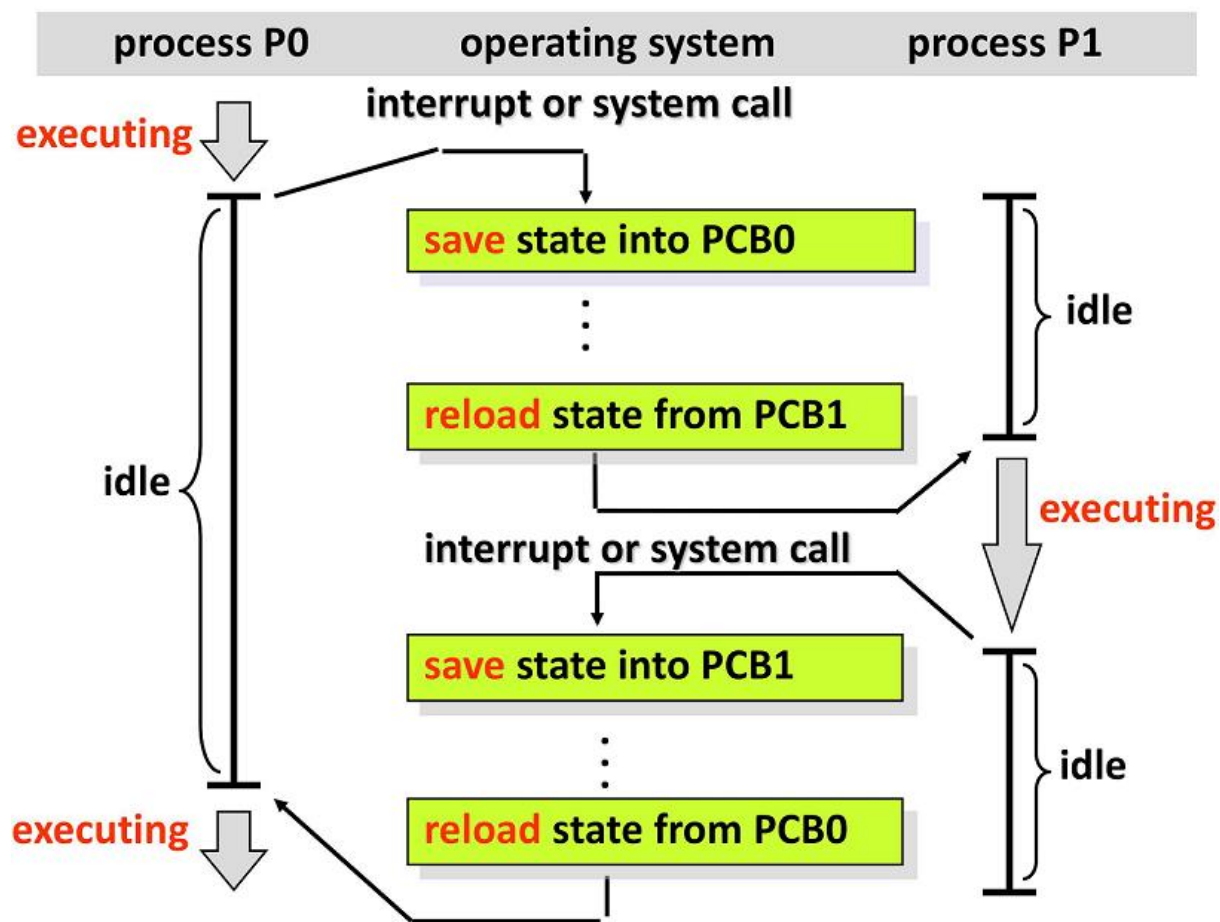 process P0 operating system process P1
interrupt or system call
executing
save state into PCB0
idle
reload state from PCB1
idle
executing
interrupt or system call
save state into PCB1
idle
executing
reload state from PCB0